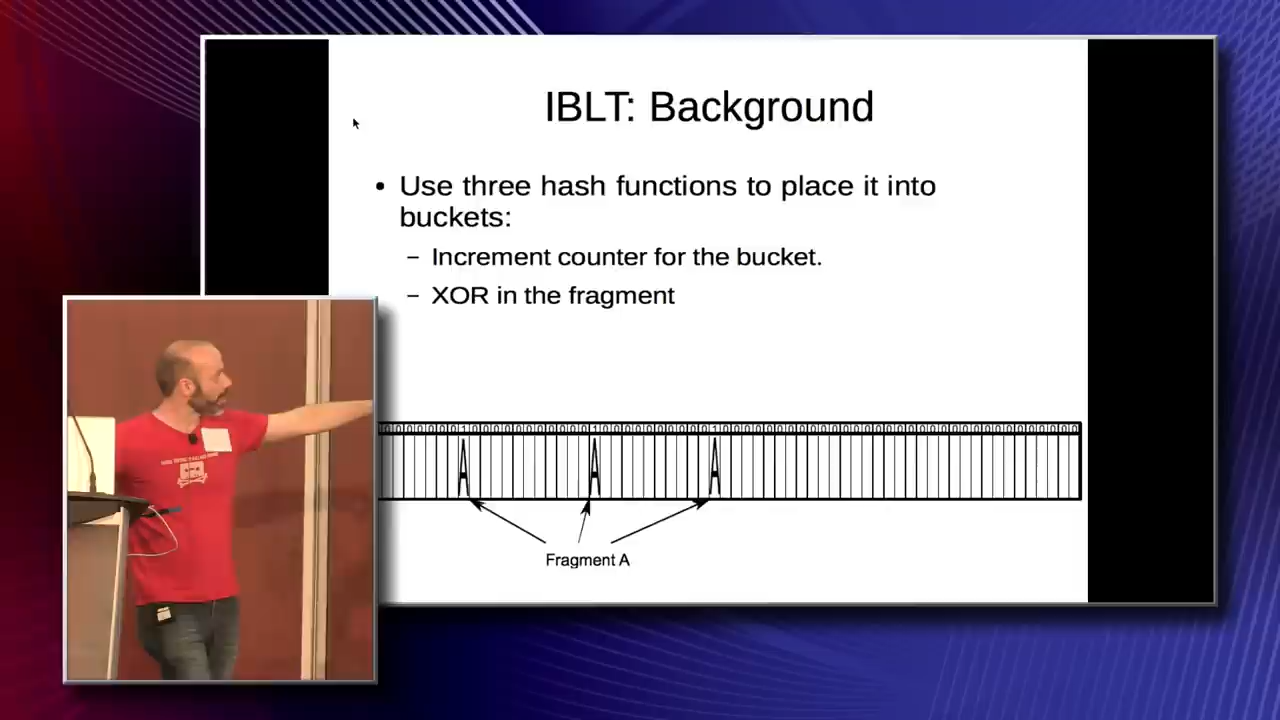 IBLT: Background
• Use three hash functions to place it into
buckets:
– Increment counter for the bucket.
– XOR in the fragment
A A A
Fragment A